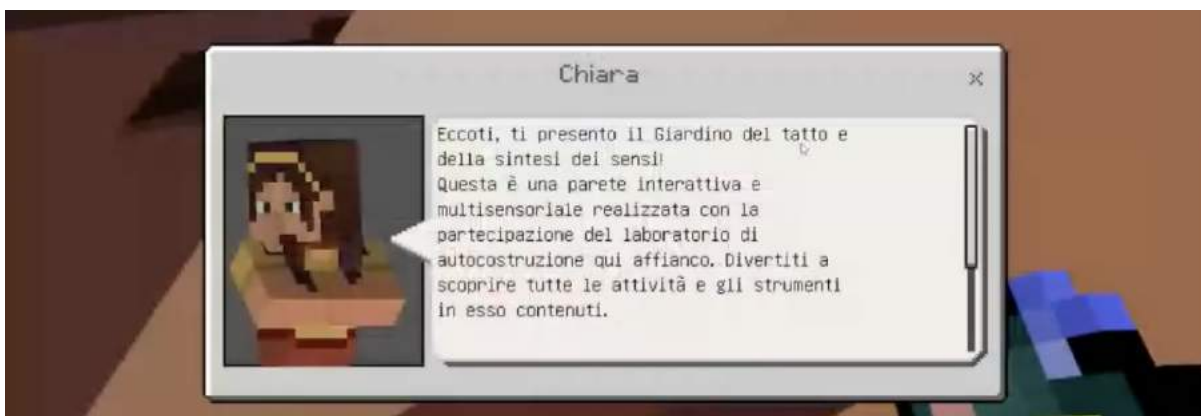 Chiara
Eccoti, ti presento il Giardino del tatto e
della sintesi dei sensi!
Questa è una parete interattiva e
multisensoriale realizzata con la
partecipazione del laboratorio di
autocostruzione qui affianco. Divertiti a
scoprire tutte le attività e gli strumenti
in esso contenuti.